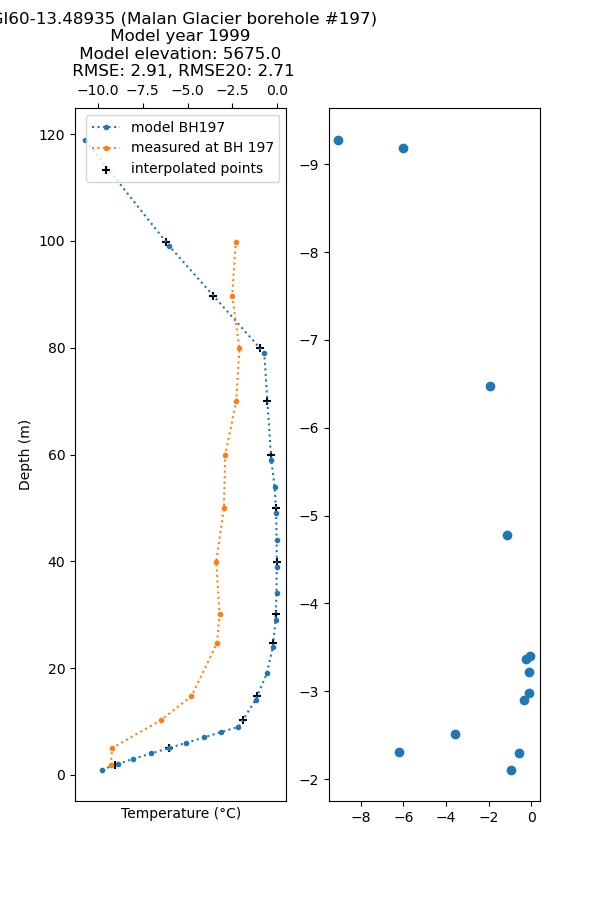 GI60-13.48935 (Malan Glacier borehole #197)
Model year 1999
Model elevation: 5675.0
RMSE: 2.91, RMSE20: 2.71
−10.0 −7.5 −5.0 −2.5 0.0
model BH197
measured at BH 197
interpolated points
120
100
80
60
40
20
0
Depth (m)
Temperature (°C)
−9
−8
−7
−6
−5
−4
−3
−2
−8 −6 −4 −2 0